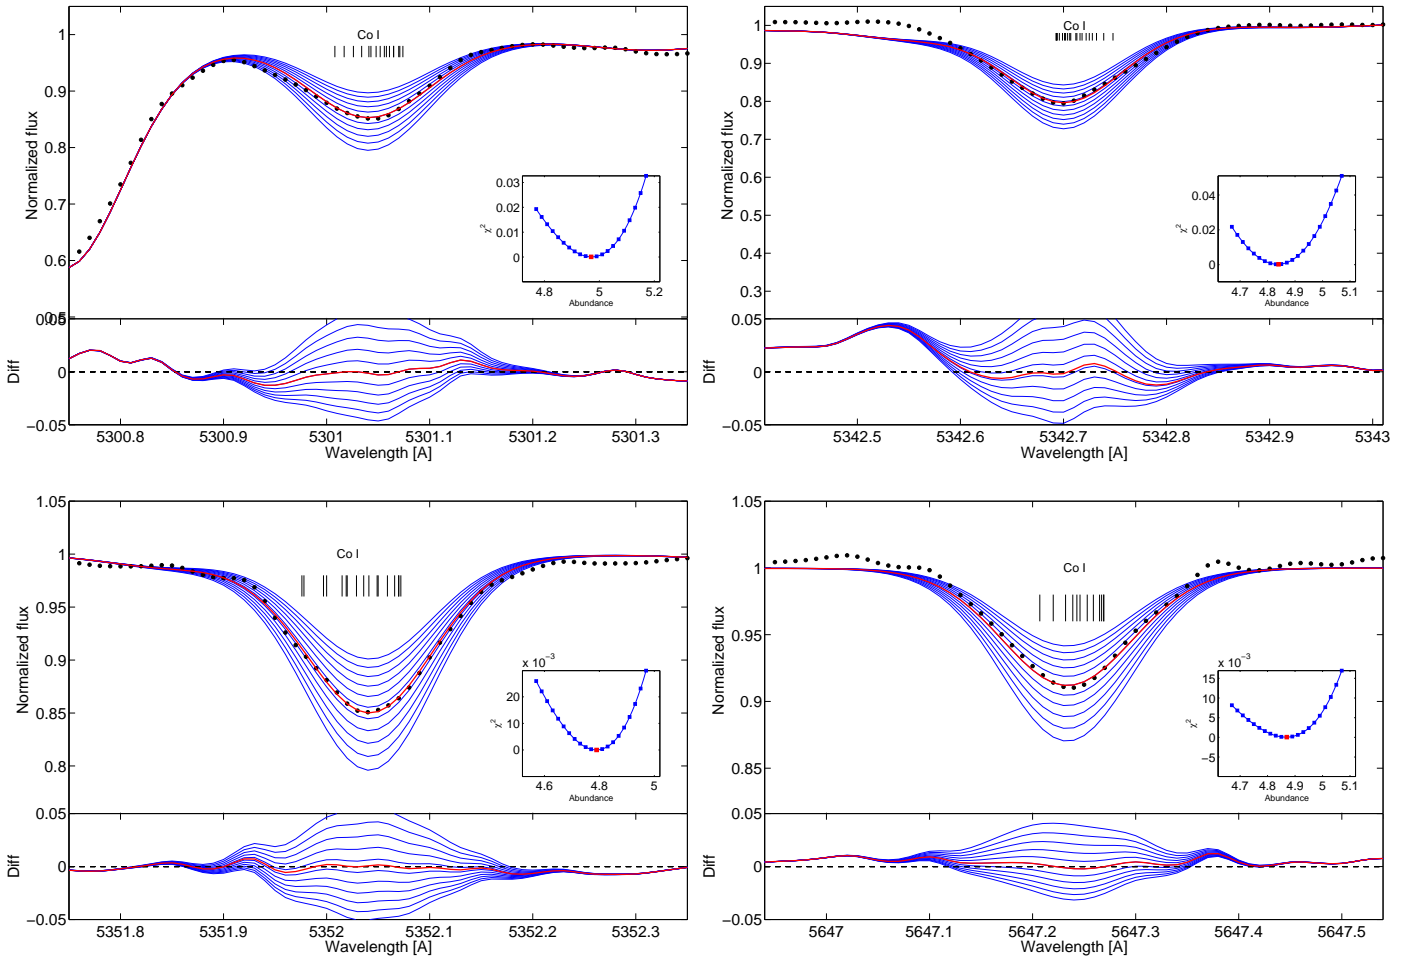 Co I
Normalized flux
1
0.9
0.8
0.7
0.6
0.5
0.03
0.02
0.01
0
χ²
4.8 5 5.2
Abundance
0.05
0
−0.05
Diff
5300.8 5300.9 5301 5301.1 5301.2 5301.3
Wavelength [A]
Co I
Normalized flux
1
0.9
0.8
0.7
0.6
0.5
0.4
0.3
0.04
0.02
0
χ²
4.7 4.8 4.9 5 5.1
Abundance
0.05
0
−0.05
Diff
5342.5 5342.6 5342.7 5342.8 5342.9 5343
Wavelength [A]
Co I
Normalized flux
1.05
1
0.95
0.9
0.85
0.8
x 10⁻³
20
10
0
χ²
4.6 4.8 5
Abundance
0.05
0
−0.05
Diff
5351.8 5351.9 5352 5352.1 5352.2 5352.3
Wavelength [A]
Co I
Normalized flux
1.05
1
0.95
0.9
0.85
x 10⁻³
15
10
5
0
−5
χ²
4.7 4.8 4.9 5 5.1
Abundance
0.05
0
−0.05
Diff
5647 5647.1 5647.2 5647.3 5647.4 5647.5
Wavelength [A]